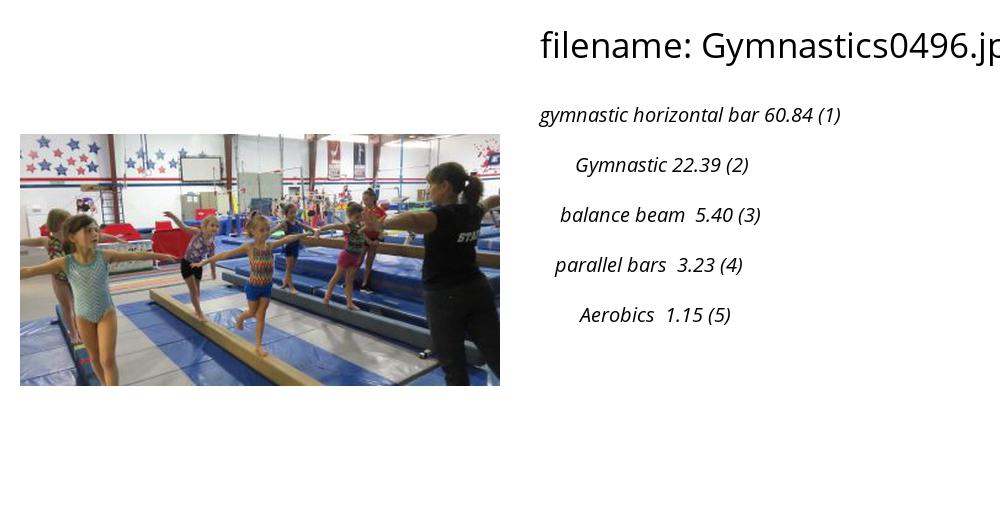 filename: Gymnastics0496.jp
gymnastic horizontal bar 60.84 (1)
Gymnastic 22.39 (2)
balance beam 5.40 (3)
parallel bars 3.23 (4)
Aerobics 1.15 (5)
STA